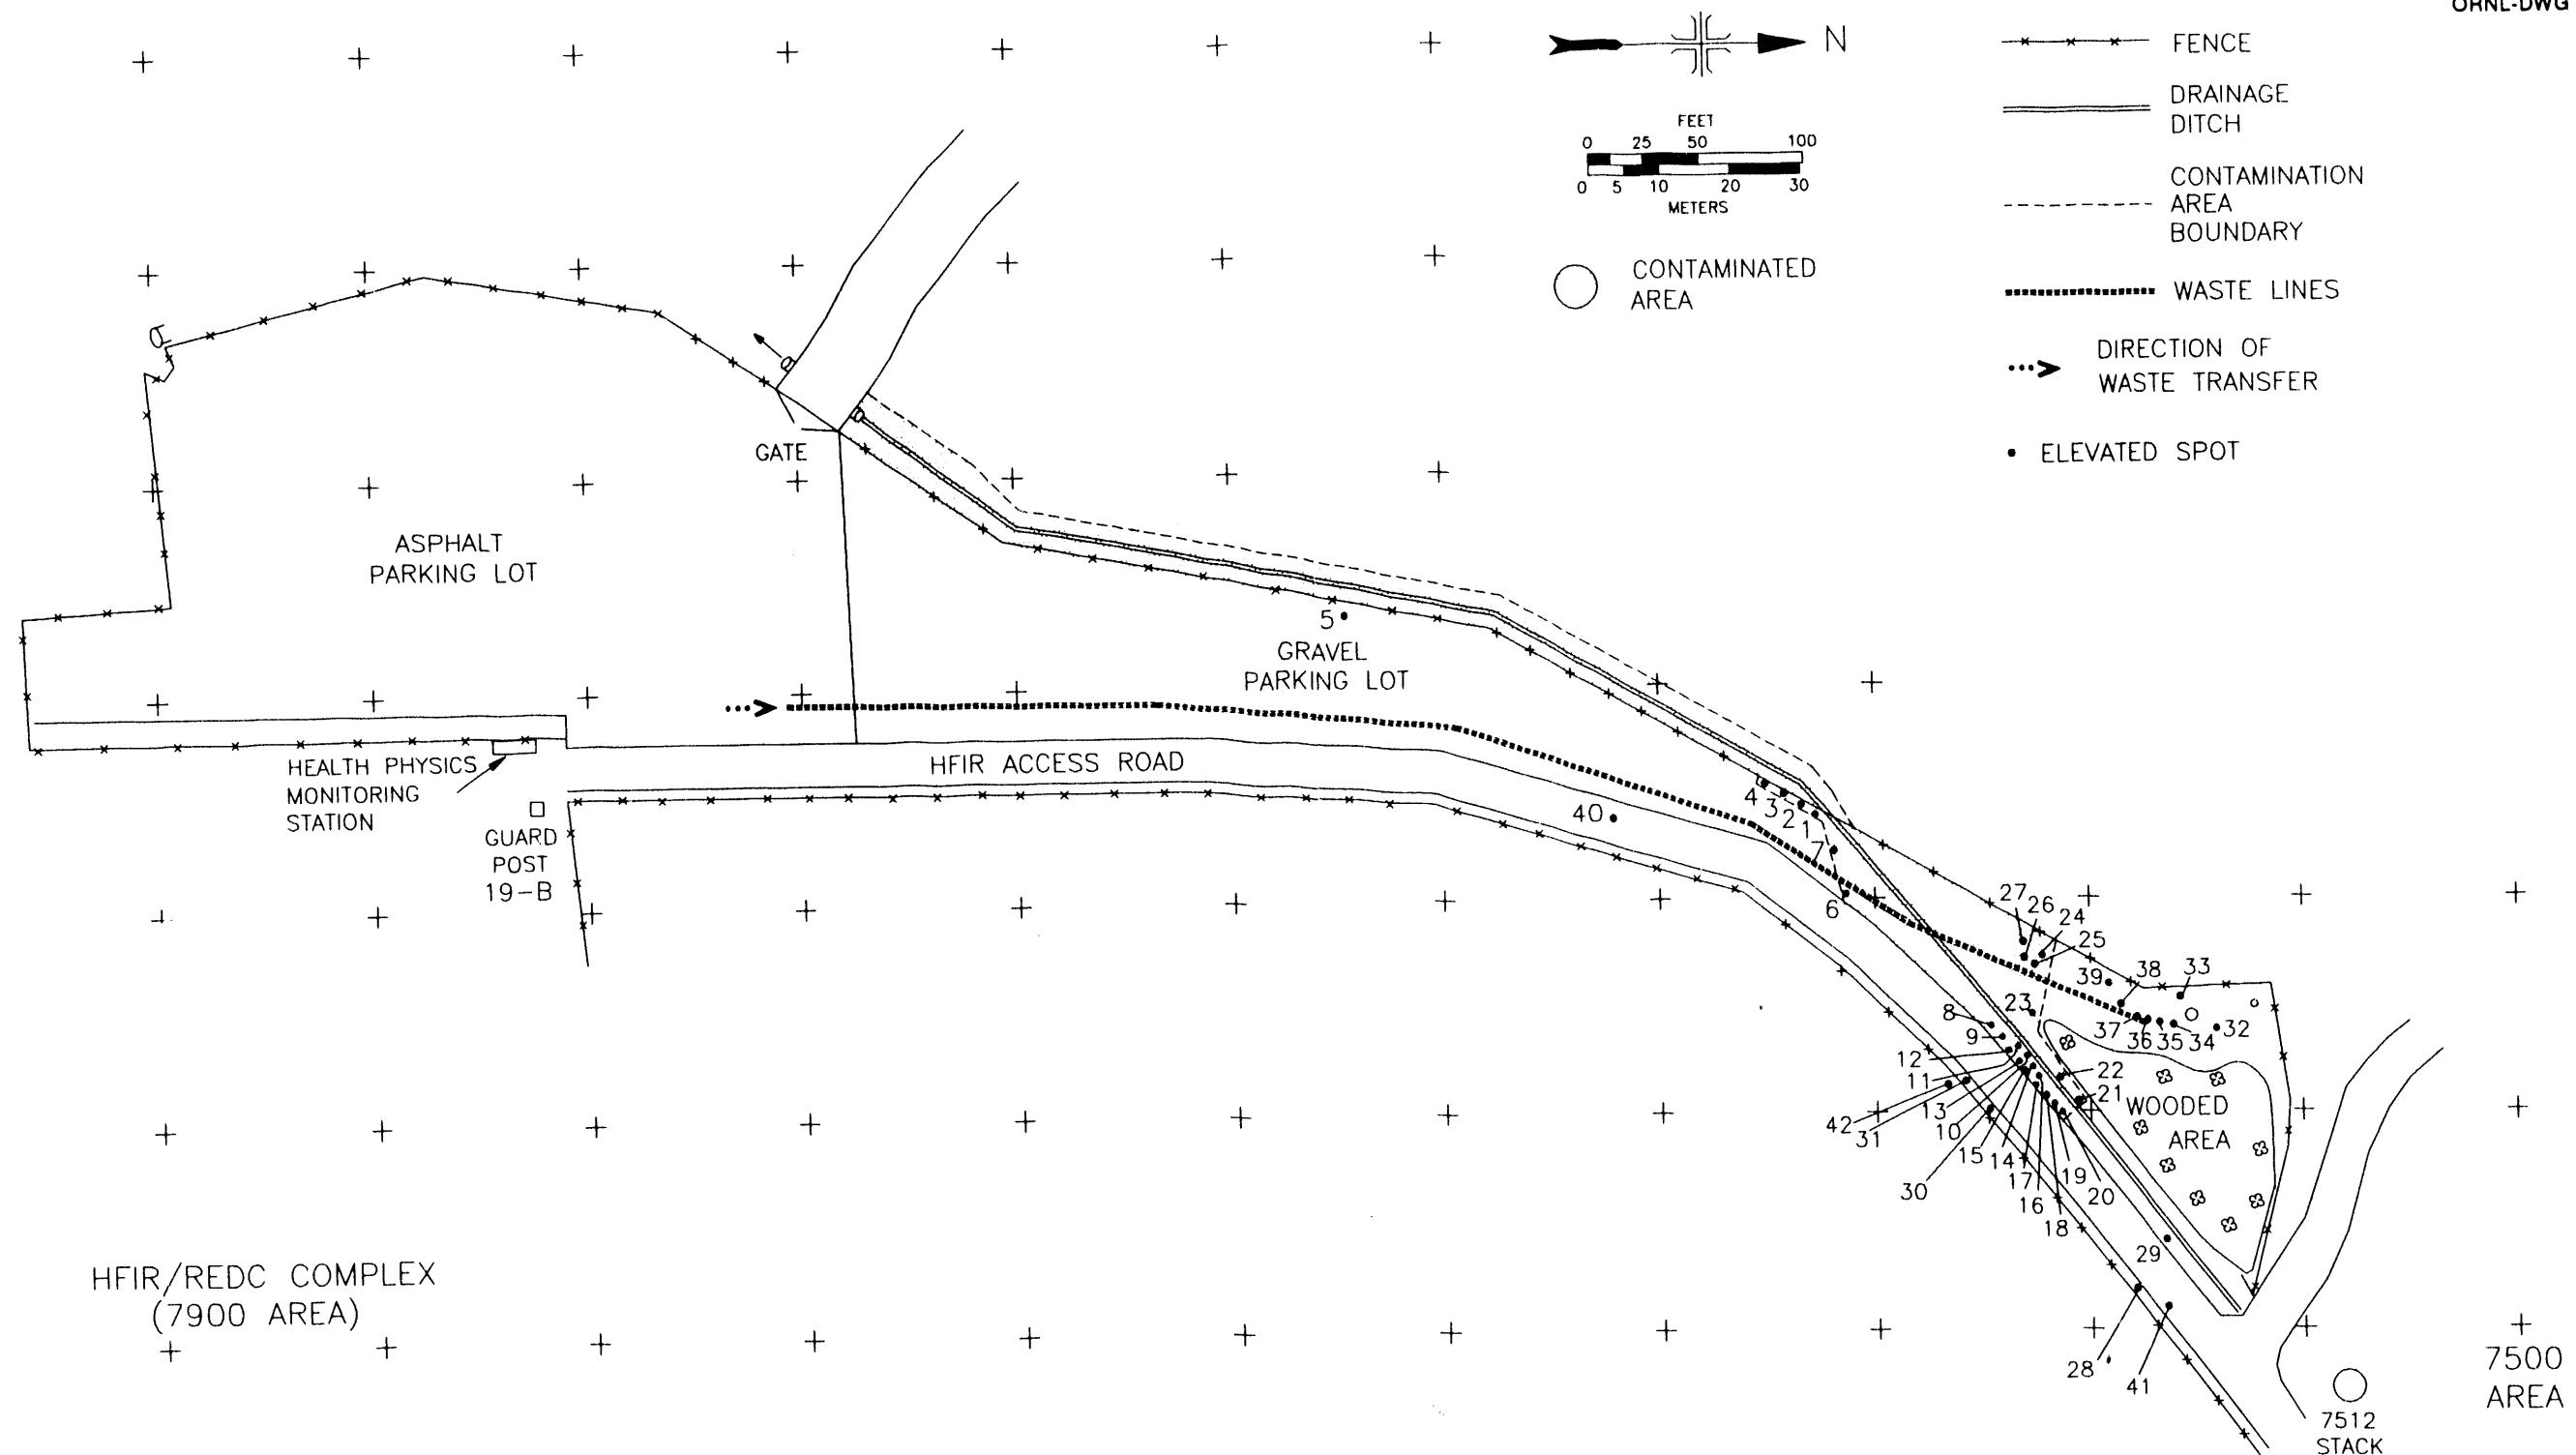 ORNL-DWG
N
FEET
0 25 50 100
0 5 10 20 30
METERS
CONTAMINATED
AREA
FENCE
DRAINAGE
DITCH
CONTAMINATION
AREA
BOUNDARY
WASTE LINES
DIRECTION OF
WASTE TRANSFER
ELEVATED SPOT
GATE
ASPHALT
PARKING LOT
5
GRAVEL
PARKING LOT
HFIR ACCESS ROAD
HEALTH PHYSICS
MONITORING
STATION
GUARD
POST
19-B
40
4
3
2
1
7
6
27
26
24
25
39
38
33
23
37
36
35
34
32
8
9
12
11
42
31
13
10
15
14
30
17
16
18
19
20
22
21
WOODED
AREA
29
28
41
HFIR/REDC COMPLEX
(7900 AREA)
7500
AREA
7512
STACK